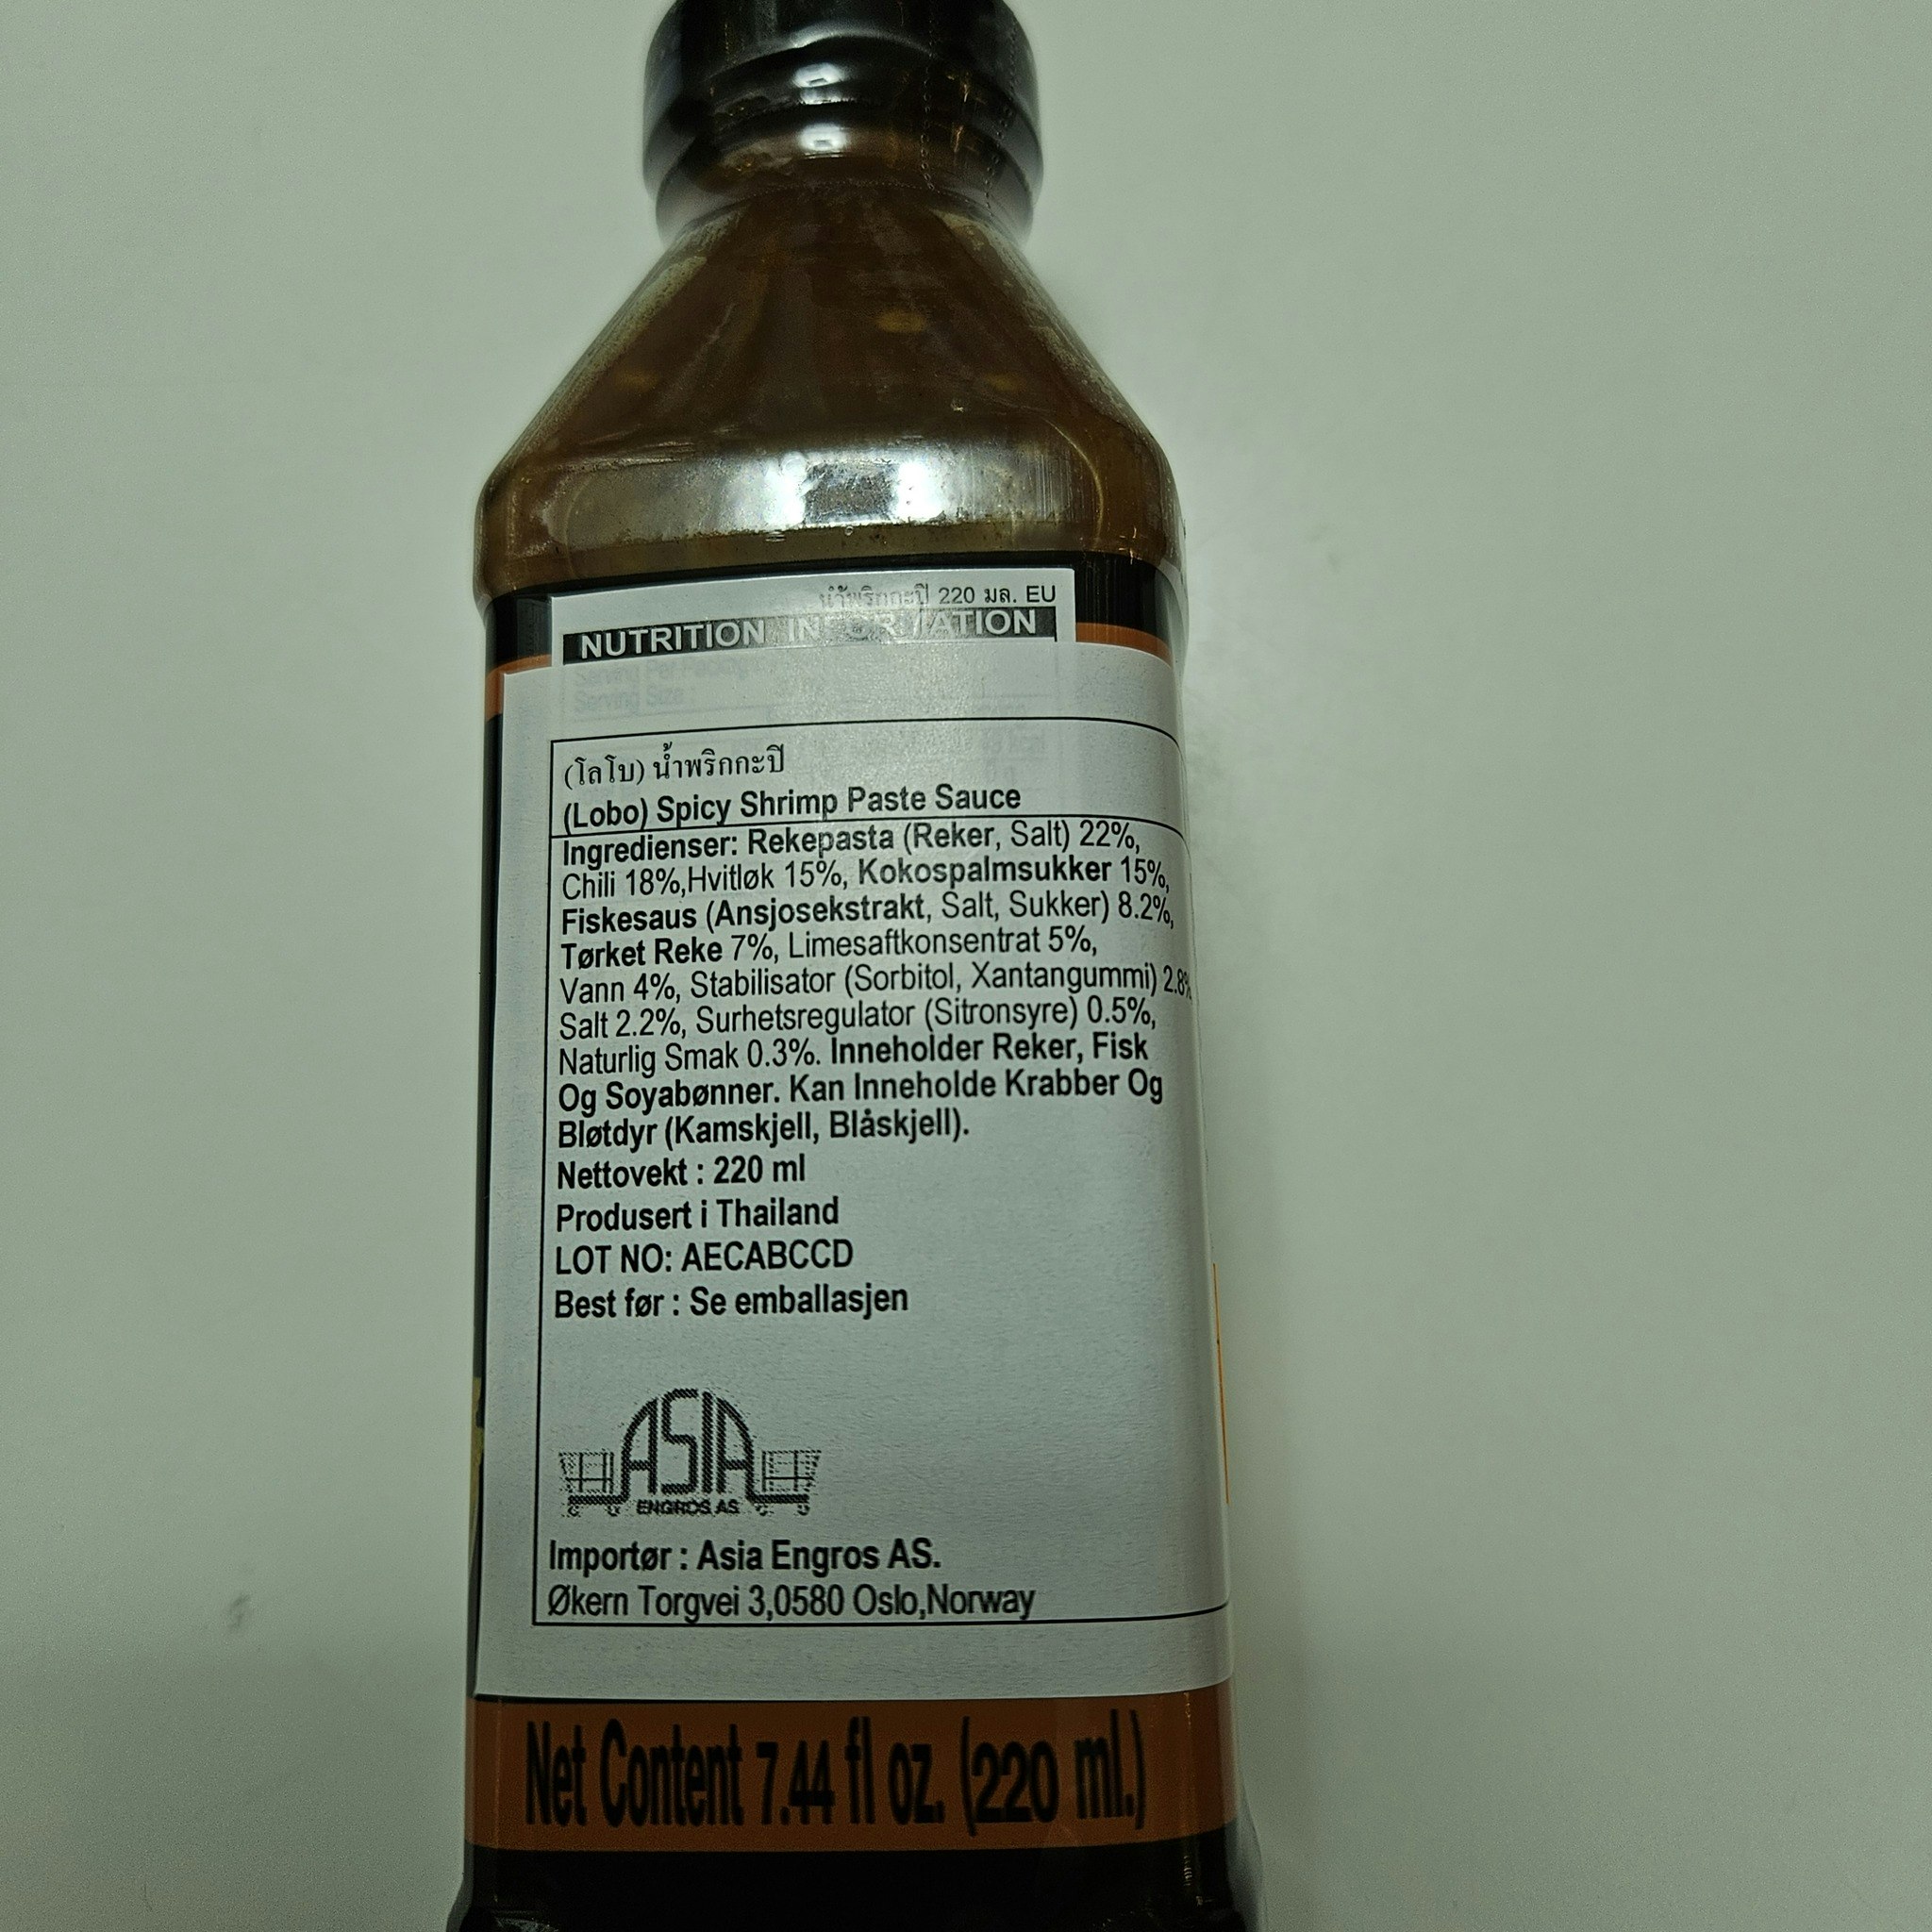 น้ำพริกกะปี 220 มล. EU
NUTRITION INFORMATION
Serving Size :
(โลโบ) น้ำพริกกะปี
(Lobo) Spicy Shrimp Paste Sauce
Ingredienser: Rekepasta (Reker, Salt) 22%,
Chili 18%,Hvitløk 15%, Kokospalmsukker 15%,
Fiskesaus (Ansjosekstrakt, Salt, Sukker) 8.2%,
Tørket Reke 7%, Limesaftkonsentrat 5%,
Vann 4%, Stabilisator (Sorbitol, Xantangummi) 2.8%
Salt 2.2%, Surhetsregulator (Sitronsyre) 0.5%,
Naturlig Smak 0.3%. Inneholder Reker, Fisk
Og Soyabønner. Kan Inneholde Krabber Og
Bløtdyr (Kamskjell, Blåskjell).
Nettovekt : 220 ml
Produsert i Thailand
LOT NO: AECABCCD
Best før : Se emballasjen
ASIA
ENGROS AS
Importør : Asia Engros AS.
Økern Torgvei 3,0580 Oslo,Norway
Net Content 7.44 fl oz. (220 ml.)